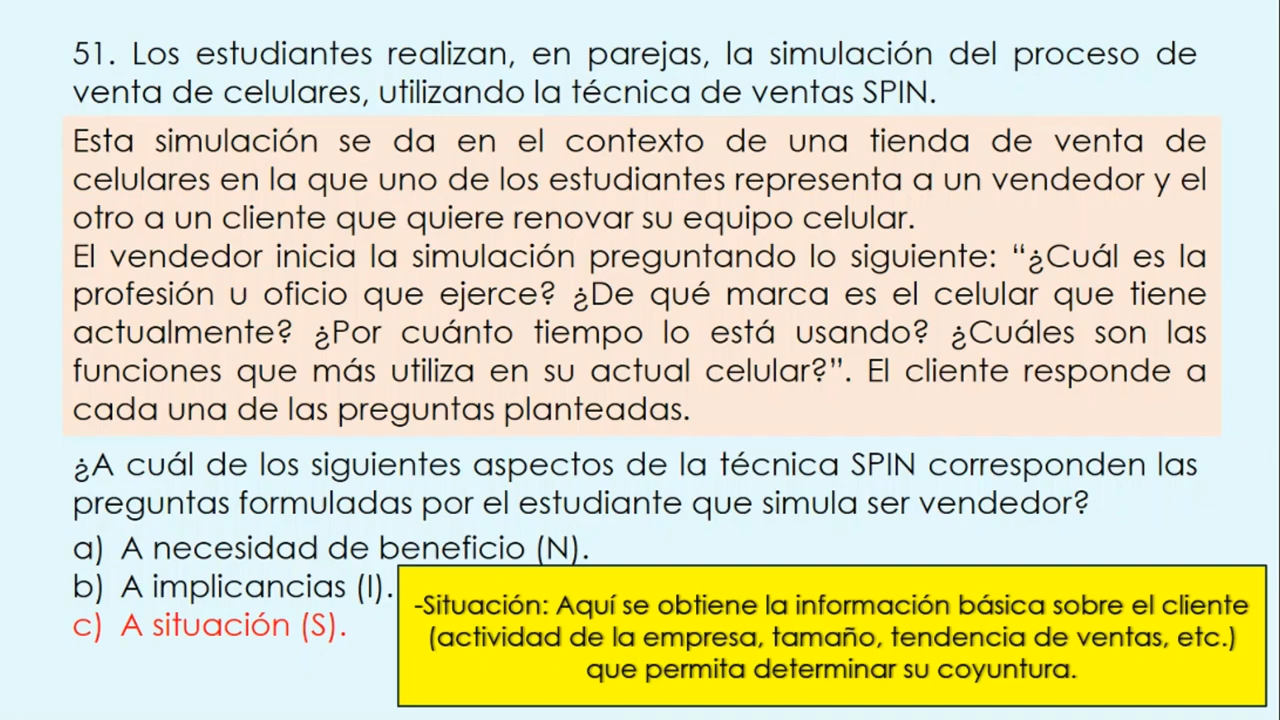 51. Los estudiantes realizan, en parejas, la simulación del proceso de
venta de celulares, utilizando la técnica de ventas SPIN.
Esta simulación se da en el contexto de una tienda de venta de
celulares en la que uno de los estudiantes representa a un vendedor y el
otro a un cliente que quiere renovar su equipo celular.
El vendedor inicia la simulación preguntando lo siguiente: “¿Cuál es la
profesión u oficio que ejerce? ¿De qué marca es el celular que tiene
actualmente? ¿Por cuánto tiempo lo está usando? ¿Cuáles son las
funciones que más utiliza en su actual celular?”. El cliente responde a
cada una de las preguntas planteadas.
¿A cuál de los siguientes aspectos de la técnica SPIN corresponden las
preguntas formuladas por el estudiante que simula ser vendedor?
a) A necesidad de beneficio (N).
b) A implicancias (I).
c) A situación (S).
-Situación: Aquí se obtiene la información básica sobre el cliente
(actividad de la empresa, tamaño, tendencia de ventas, etc.)
que permita determinar su coyuntura.